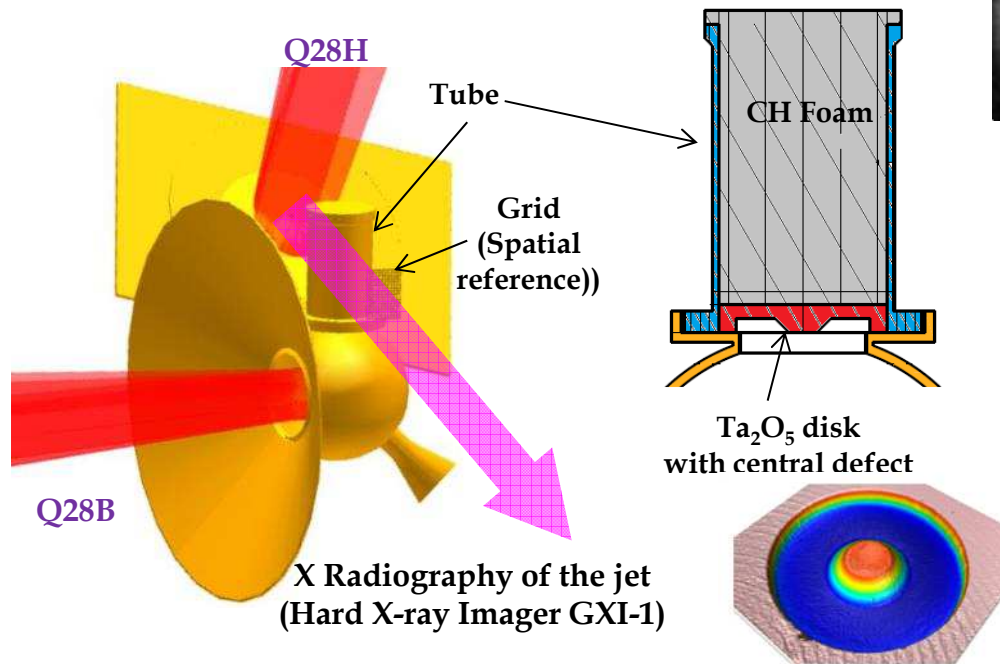 Q28H
Tube
CH Foam
Grid
(Spatial
reference))
Q28B
Ta₂O₅ disk
with central defect
X Radiography of the jet
(Hard X-ray Imager GXI-1)